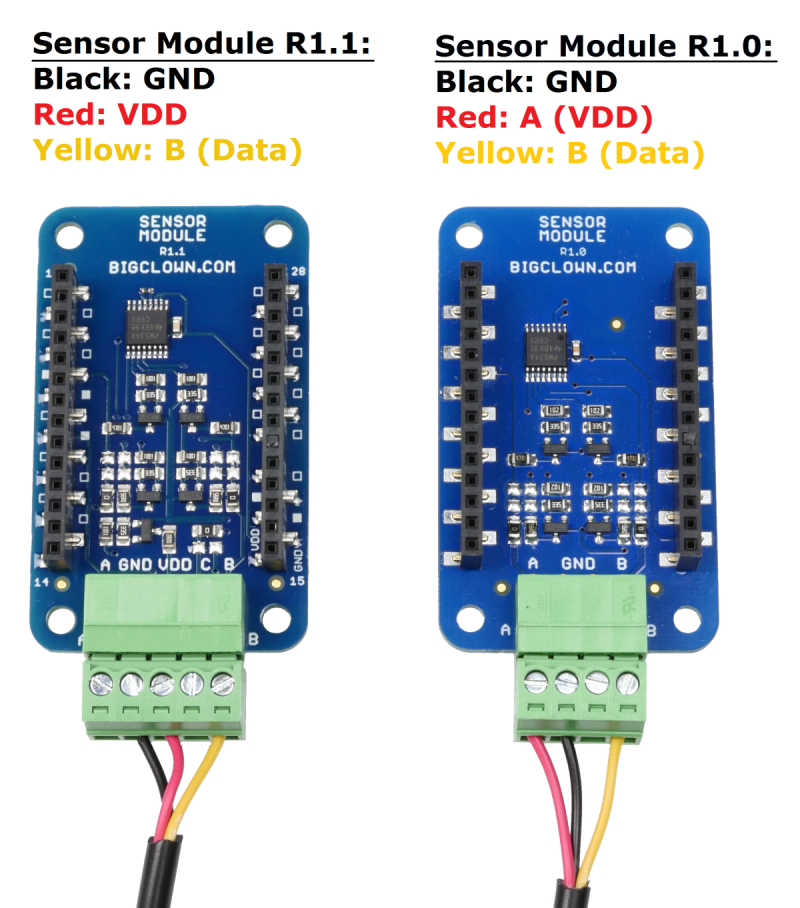 Sensor Module R1.1:
Black: GND
Red: VDD
Yellow: B (Data)
Sensor Module R1.0:
Black: GND
Red: A (VDD)
Yellow: B (Data)
SENSOR
MODULE
R1.1
BIGCLOWN.COM
1
28
VDD
GND
A GND VDD C B
14
15
A
B
SENSOR
MODULE
R1.0
BIGCLOWN.COM
A GND B
A
B